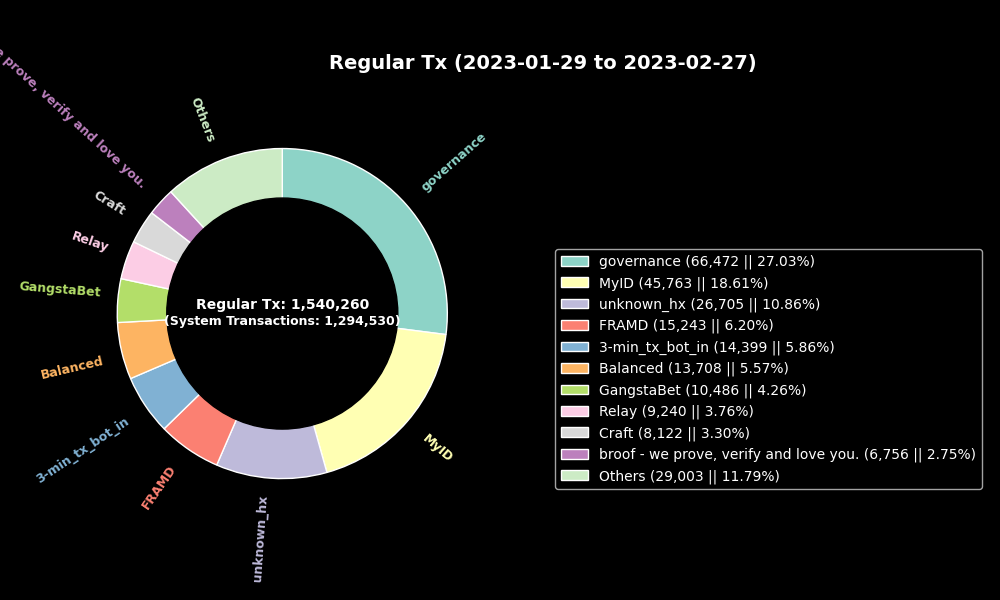 Regular Tx (2023-01-29 to 2023-02-27)
prove, verify and love you.
Others
governance
Craft
Relay
GangstaBet
Balanced
3-min_tx_bot_in
FRAMD
unknown_hx
MyID
Regular Tx: 1,540,260
(System Transactions: 1,294,530)
governance (66,472 || 27.03%)
MyID (45,763 || 18.61%)
unknown_hx (26,705 || 10.86%)
FRAMD (15,243 || 6.20%)
3-min_tx_bot_in (14,399 || 5.86%)
Balanced (13,708 || 5.57%)
GangstaBet (10,486 || 4.26%)
Relay (9,240 || 3.76%)
Craft (8,122 || 3.30%)
broof - we prove, verify and love you. (6,756 || 2.75%)
Others (29,003 || 11.79%)